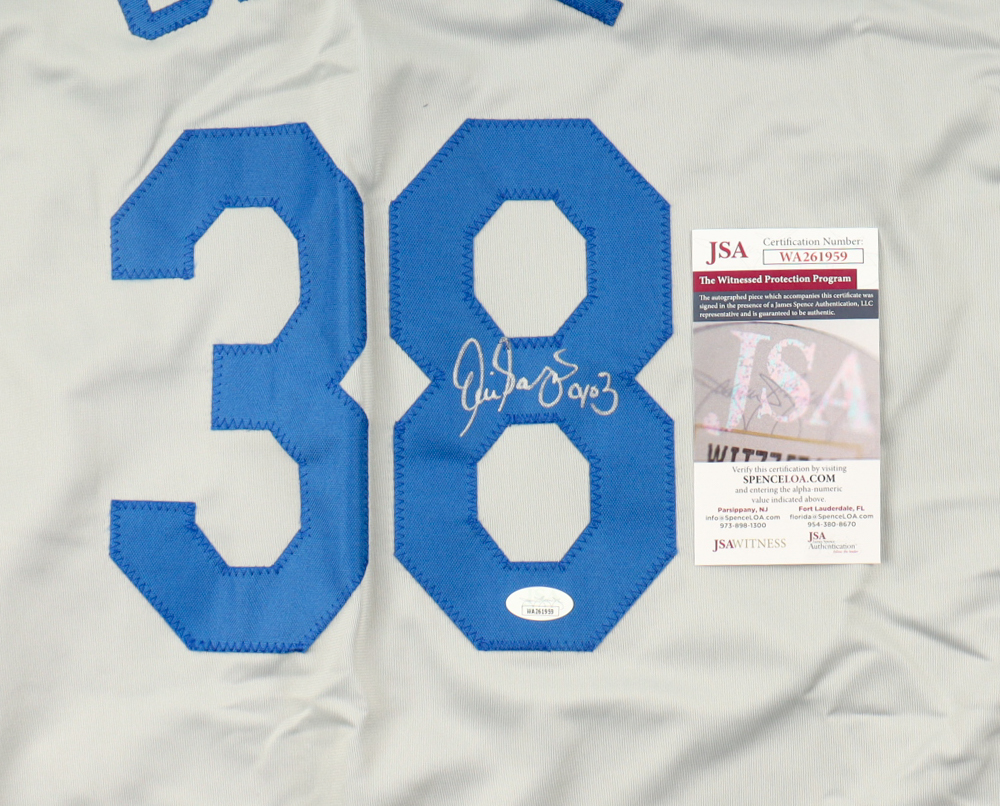 38
CY03
JSA
Certification Number:
WA261959
The Witnessed Protection Program
The autographed piece which accompanies this certificate was
signed in the presence of a James Spence Authentication, LLC
representative and is guaranteed to be authentic.
JSA
Verify this certification by visiting
SPENCELOA.COM
and entering the alpha-numeric
value indicated above.
Parsippany, NJ
info@SpenceLOA.com
973-898-1300
Fort Lauderdale, FL
florida@SpenceLOA.com
954-380-8670
JSAWITNESS
JSA
Authentication
WA261959